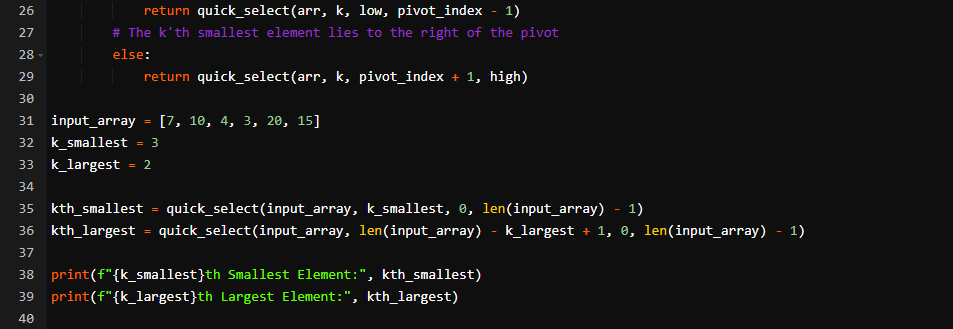 26 return quick_select(arr, k, low, pivot_index - 1)
27 # The k'th smallest element lies to the right of the pivot
28 else:
29 return quick_select(arr, k, pivot_index + 1, high)
30
31 input_array = [7, 10, 4, 3, 20, 15]
32 k_smallest = 3
33 k_largest = 2
34
35 kth_smallest = quick_select(input_array, k_smallest, 0, len(input_array) - 1)
36 kth_largest = quick_select(input_array, len(input_array) - k_largest + 1, 0, len(input_array) - 1)
37
38 print(f"{k_smallest}th Smallest Element:", kth_smallest)
39 print(f"{k_largest}th Largest Element:", kth_largest)
40